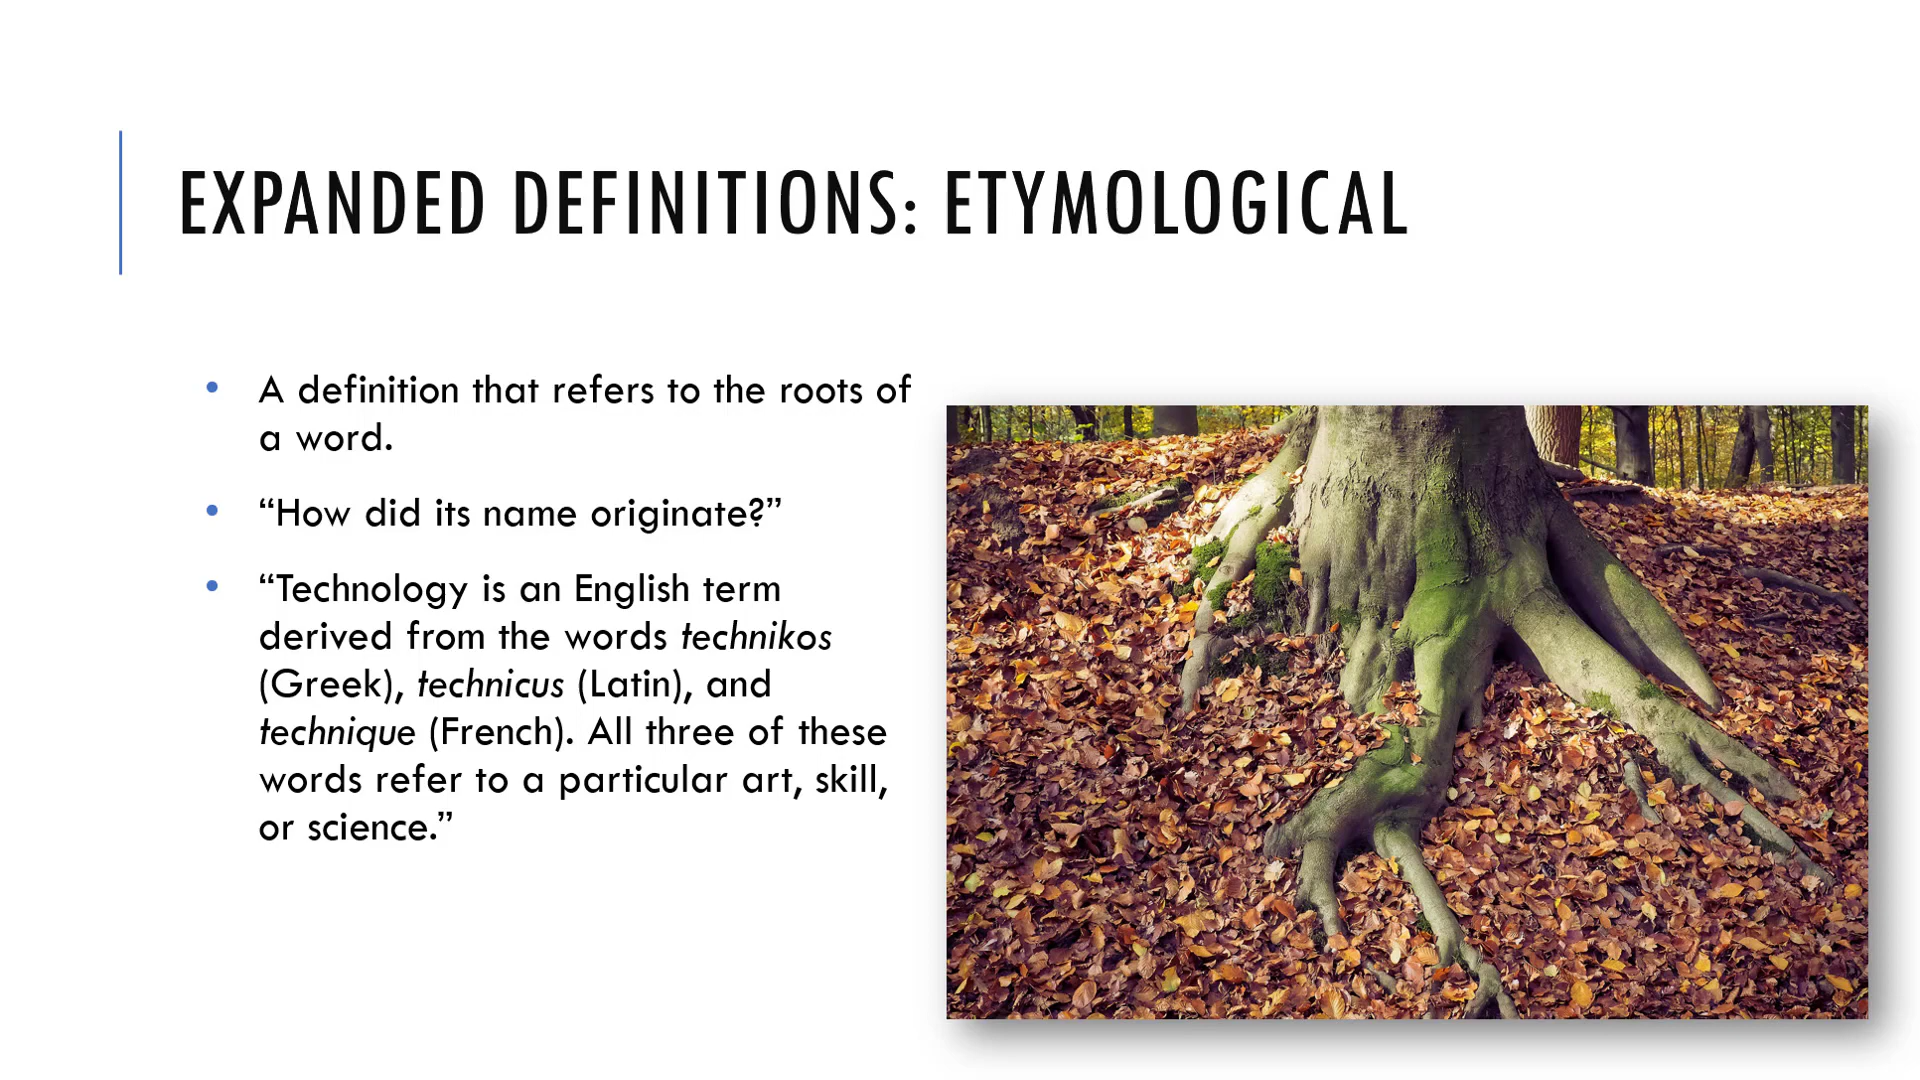 EXPANDED DEFINITIONS: ETYMOLOGICAL
• A definition that refers to the roots of
a word.
• “How did its name originate?”
• “Technology is an English term
derived from the words technikos
(Greek), technicus (Latin), and
technique (French). All three of these
words refer to a particular art, skill,
or science.”